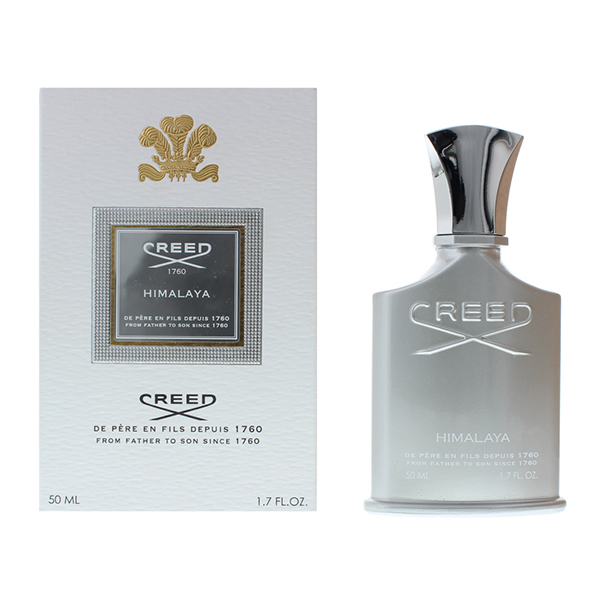 CREED
1760
HIMALAYA
DE PÈRE EN FILS DEPUIS 1760
FROM FATHER TO SON SINCE 1760
CREED
DE PÈRE EN FILS DEPUIS 1760
FROM FATHER TO SON SINCE 1760
50 ML 1.7 FL.OZ.
CREED
HIMALAYA
DE PÈRE EN FILS DEPUIS 1760
FROM FATHER TO SON SINCE 1760
50 ML 1.7 FL.OZ.